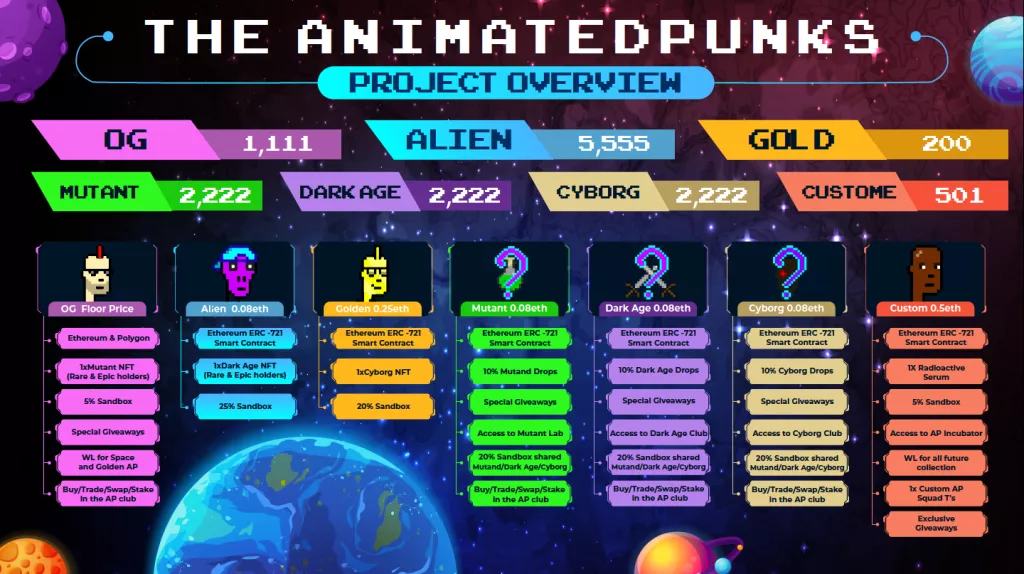 THE ANIMATEDPUNKS
PROJECT OVERVIEW
OG 1,111
ALIEN 5,555
GOLD 200
MUTANT 2,222
DARK AGE 2,222
CYBORG 2,222
CUSTOME 501
OG Floor Price
Ethereum & Polygon
1xMutant NFT
(Rare & Epic holders)
5% Sandbox
Special Giveaways
WL for Space
and Golden AP
Buy/Trade/Swap/Stake
in the AP club
Alien 0.08eth
Ethereum ERC -721
Smart Contract
1xDark Age NFT
(Rare & Epic holders)
25% Sandbox
Golden 0.25eth
Ethereum ERC -721
Smart Contract
1xCyborg NFT
20% Sandbox
Mutant 0.08eth
Ethereum ERC -721
Smart Contract
10% Mutand Drops
Special Giveaways
Access to Mutant Lab
20% Sandbox shared
Mutand/Dark Age/Cyborg
Buy/Trade/Swap/Stake
in the AP club
Dark Age 0.08eth
Ethereum ERC -721
Smart Contract
10% Dark Age Drops
Special Giveaways
Access to Dark Age Club
20% Sandbox shared
Mutand/Dark Age/Cyborg
Buy/Trade/Swap/Stake
in the AP club
Cyborg 0.08eth
Ethereum ERC -721
Smart Contract
10% Cyborg Drops
Special Giveaways
Access to Cyborg Club
20% Sandbox shared
Mutand/Dark Age/Cyborg
Buy/Trade/Swap/Stake
in the AP club
Custom 0.5eth
Ethereum ERC -721
Smart Contract
1X Radioactive
Serum
5% Sandbox
Access to AP Incubator
WL for all future
collection
1x Custom AP
Squad T's
Exclusive
Giveaways